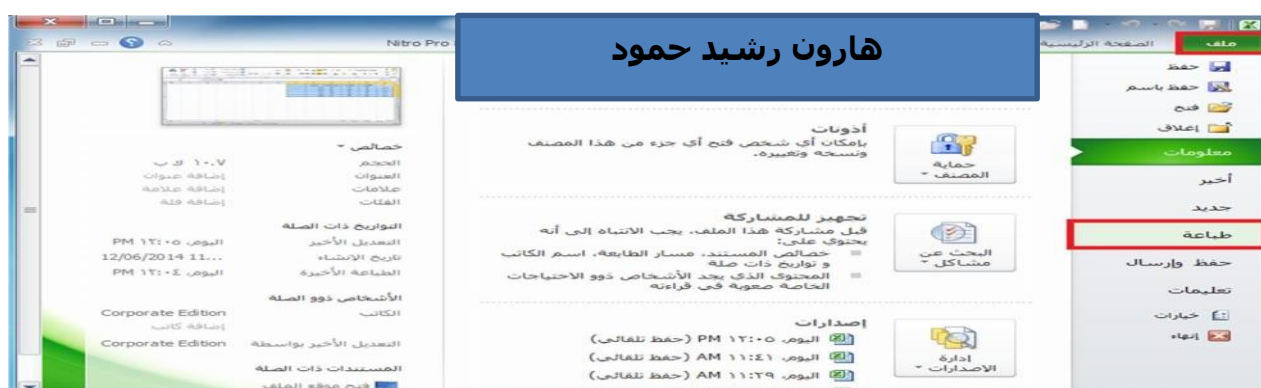 Nitro Pro
هارون رشيد حمود
ملف
الصفحة الرئيسية
حفظ
حفظ باسم
فتح
إغلاق
معلومات
أخير
جديد
طباعة
حفظ وإرسال
تعليمات
خيارات
إنهاء
حماية
المصنف
أذونات
بإمكان أي شخص فتح أي جزء من هذا المصنف
ونسخه وتغييره.
البحث عن
مشاكل
تجهيز للمشاركة
قبل مشاركة هذا الملف، يجب الانتباه إلى أنه
يحتوي على:
خصائص المستند، مسار الطابعة، اسم الكاتب
و تواريخ ذات صلة
المحتوى الذي يجد الأشخاص ذوو الاحتياجات
الخاصة صعوبة في قراءته
إدارة
الإصدارات
إصدارات
اليوم، ١٢:٠٥ PM (حفظ تلقائي)
اليوم، ١١:٤١ AM (حفظ تلقائي)
اليوم، ١١:٢٩ AM (حفظ تلقائي)
خصائص
الحجم ١٠.٧ ك ب
العنوان إضافة عنوان
علامات إضافة علامة
الفئات إضافة فئة
التواريخ ذات الصلة
التعديل الأخير اليوم، ١٢:٠٥ PM
تاريخ الإنشاء 12/06/2014 11...
الطباعة الأخيرة اليوم، ١٢:٠٤ PM
الأشخاص ذوو الصلة
الكاتب Corporate Edition
إضافة كاتب
التعديل الأخير بواسطة Corporate Edition
المستندات ذات الصلة
فتح موقع الملف